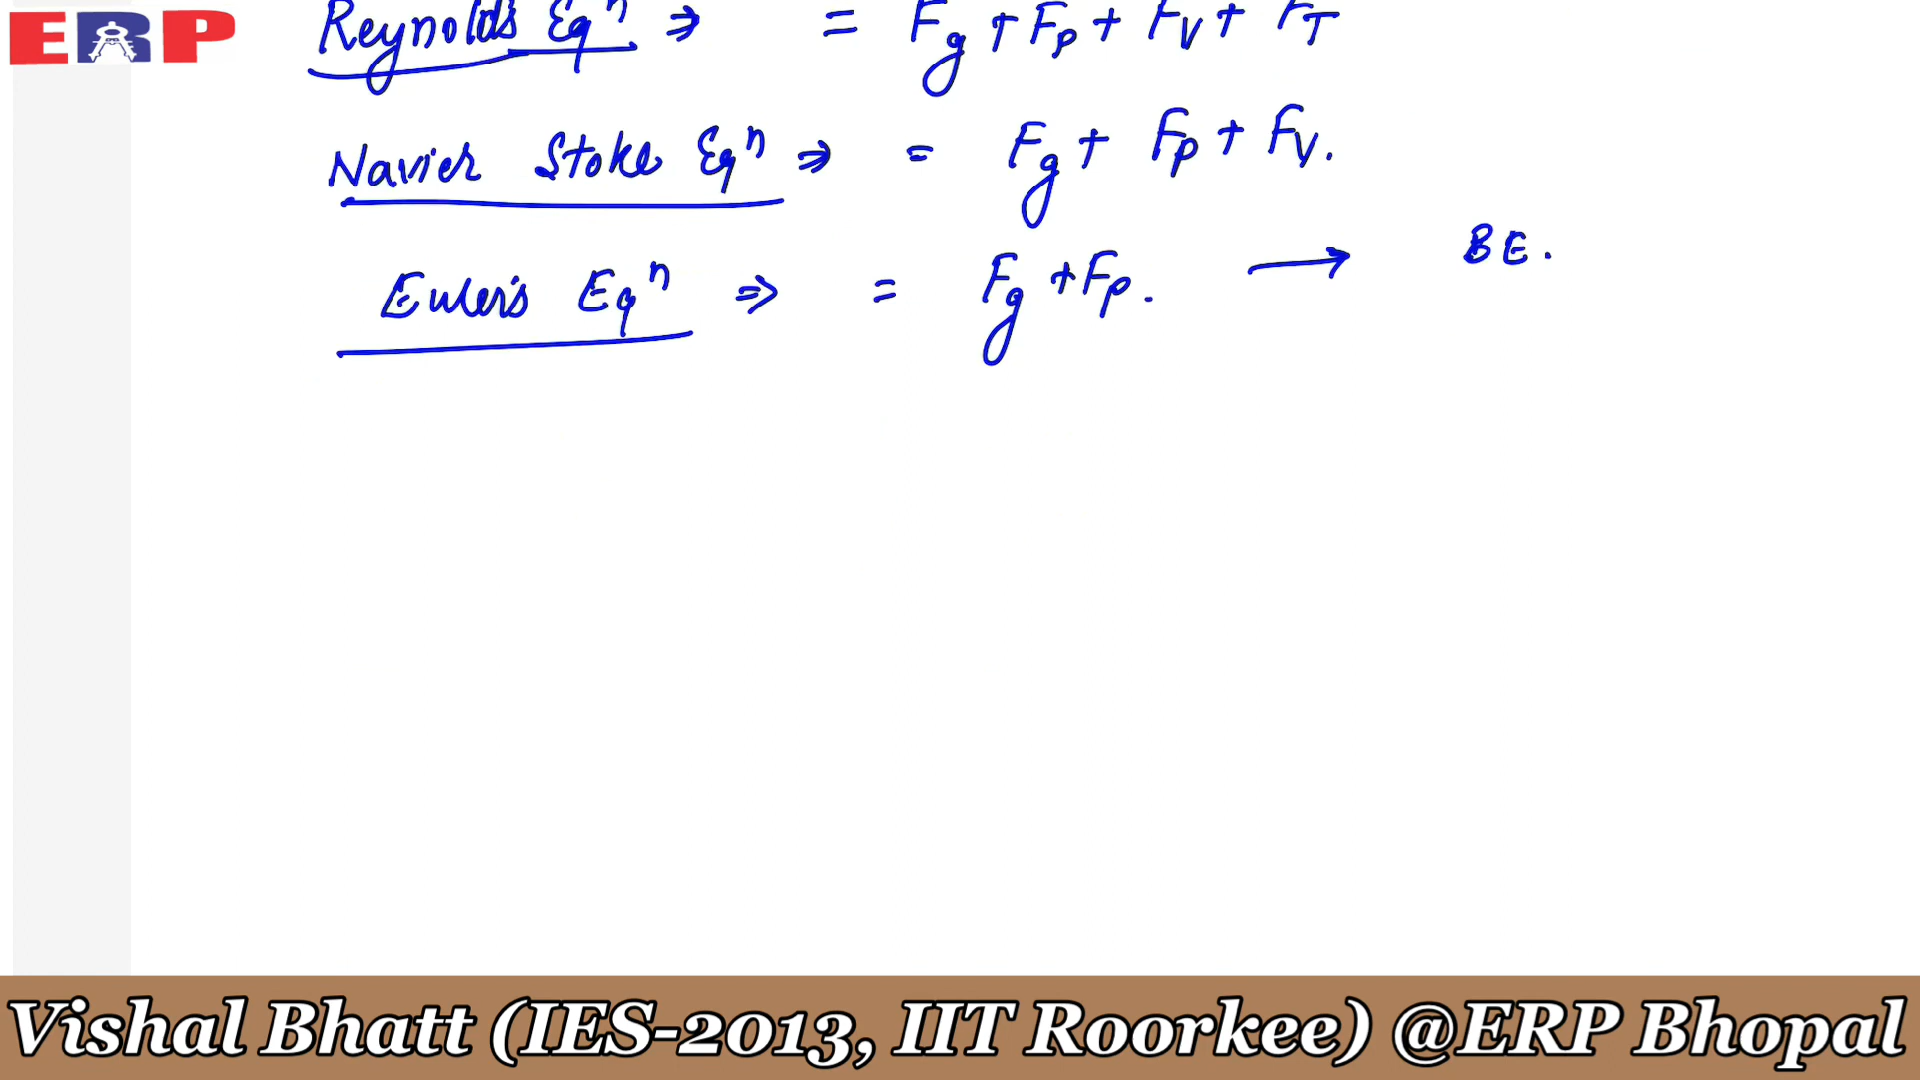 ERP
Reynold's Eqⁿ ⇒ = Fg + Fp + Fv + FT
Navier Stoke Eqⁿ ⇒ = Fg + Fp + Fv.
Euler's Eqⁿ ⇒ = Fg + Fp. → BE.
Vishal Bhatt (IES-2013, IIT Roorkee) @ERP Bhopal